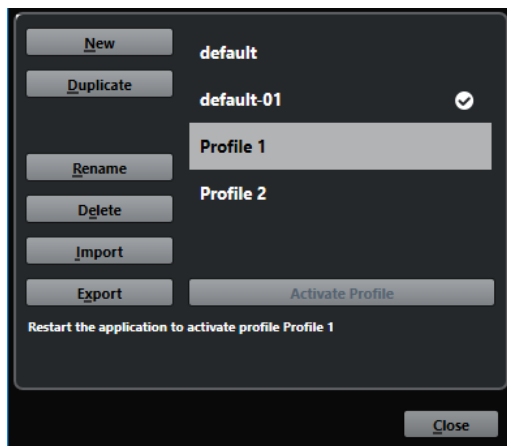 New
Duplicate
Rename
Delete
Import
Export
default
default-01
Profile 1
Profile 2
Activate Profile
Restart the application to activate profile Profile 1
Close